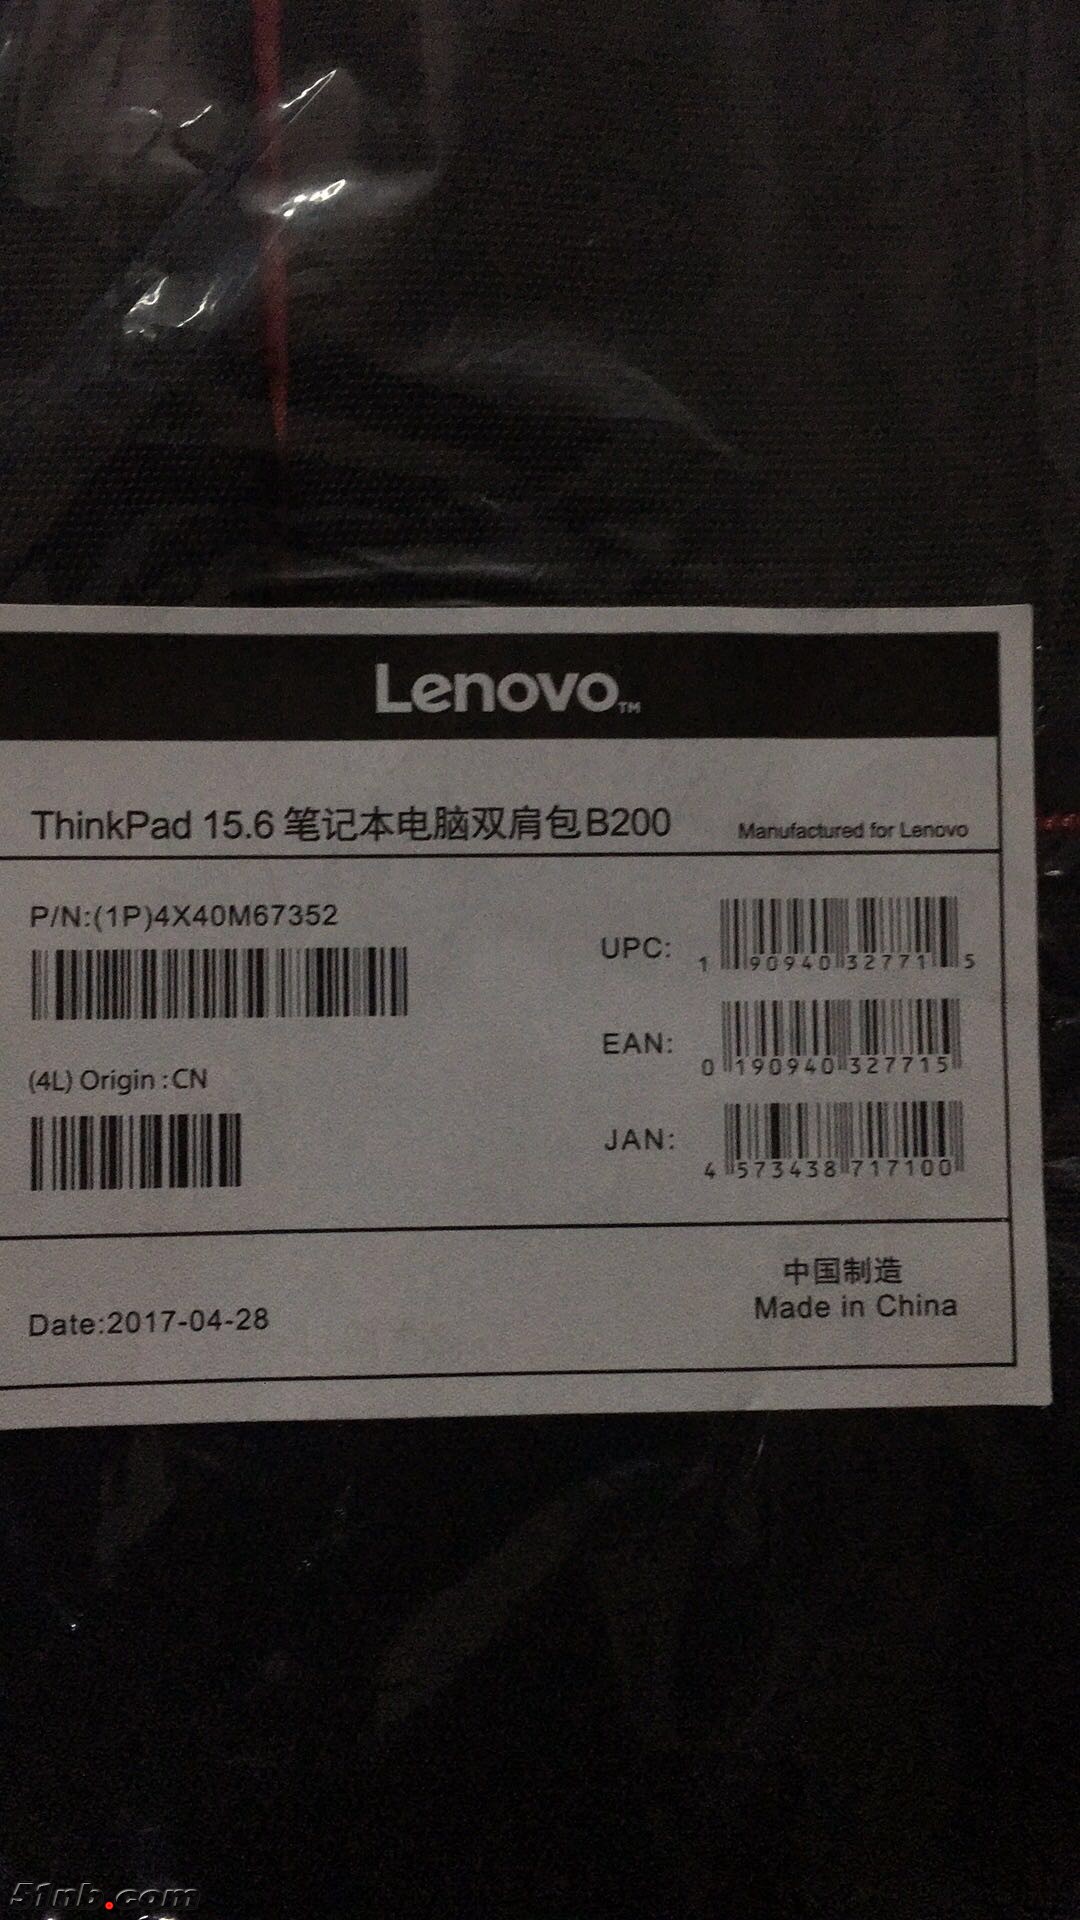 Lenovo™
ThinkPad 15.6 笔记本电脑双肩包B200
Manufactured for Lenovo
P/N:(1P)4X40M67352
UPC:
1 90940 32771 5
EAN:
0 190940 327715
(4L) Origin :CN
JAN:
4 573438 717100
中国制造
Made in China
Date:2017-04-28
51nb.com